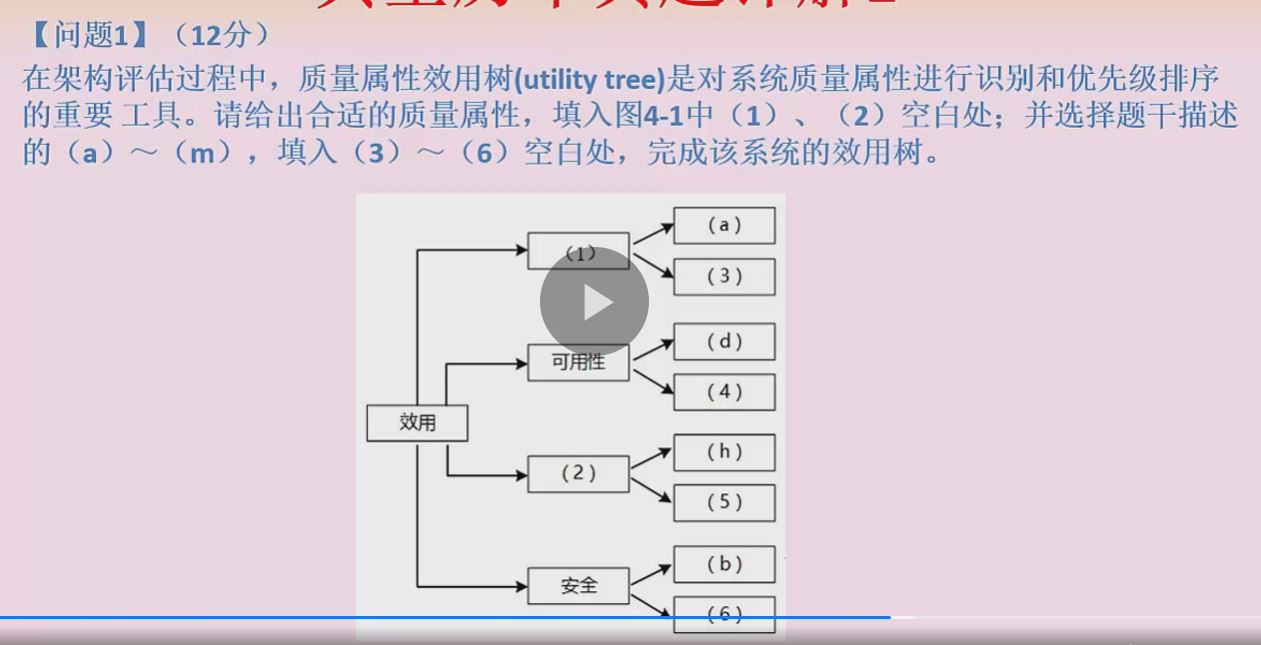 【问题1】（12分）
在架构评估过程中，质量属性效用树(utility tree)是对系统质量属性进行识别和优先级排序
的重要 工具。请给出合适的质量属性，填入图4-1中（1）、（2）空白处；并选择题干描述
的（a）～（m），填入（3）～（6）空白处，完成该系统的效用树。
（a）
（1）
（3）
（d）
可用性
（4）
效用
（h）
（2）
（5）
（b）
安全
（6）